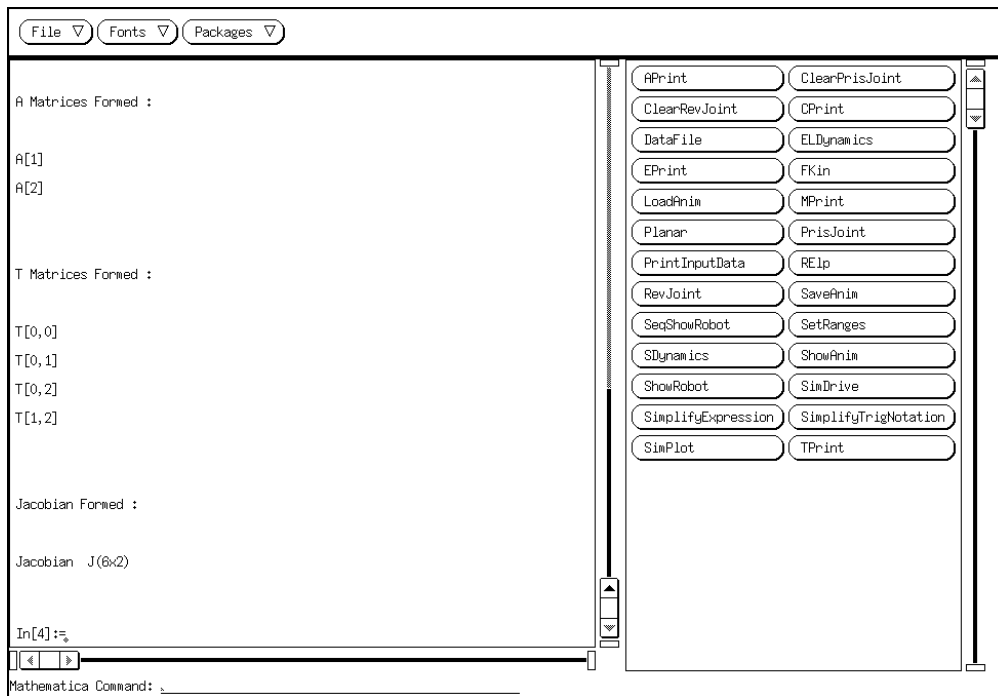 File Fonts Packages
A Matrices Formed :
A[1]
A[2]
T Matrices Formed :
T[0,0]
T[0,1]
T[0,2]
T[1,2]
Jacobian Formed :
Jacobian J(6x2)
In[4]:=
Mathematica Command:
APrint ClearPrisJoint
ClearRevJoint CPrint
DataFile ELDynamics
EPrint FKin
LoadAnim MPrint
Planar PrisJoint
PrintInputData RElp
RevJoint SaveAnim
SeqShowRobot SetRanges
SDynamics ShowAnim
ShowRobot SimDrive
SimplifyExpression SimplifyTrigNotation
SimPlot TPrint